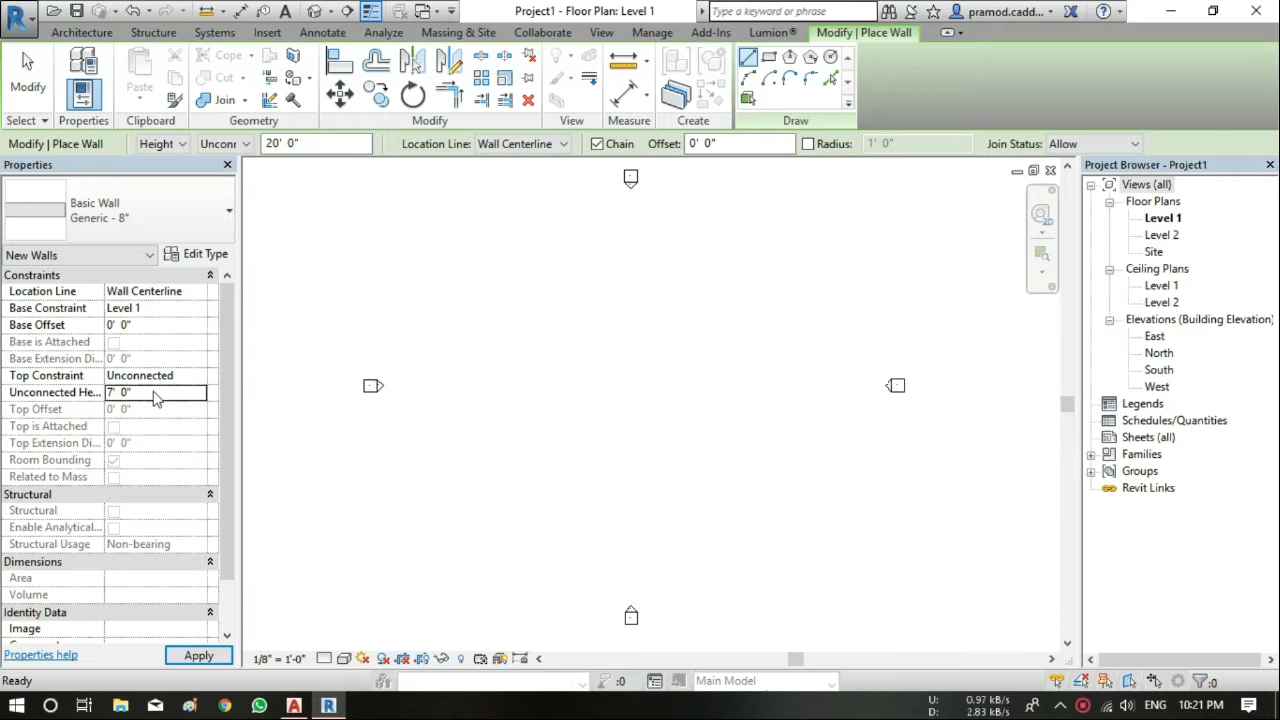 Project1 - Floor Plan: Level 1
Type a keyword or phrase
pramod.cadd...
Architecture Structure Systems Insert Annotate Analyze Massing & Site Collaborate View Manage Add-Ins Lumion® Modify | Place Wall
Modify
Paste
Cope
Cut
Join
Select Properties Clipboard Geometry Modify View Measure Create Draw
Modify | Place Wall Height Unconr 20' 0" Location Line: Wall Centerline Chain Offset: 0' 0" Radius: 1' 0" Join Status: Allow
Properties
Basic Wall
Generic - 8"
New Walls Edit Type
Constraints
Location Line Wall Centerline
Base Constraint Level 1
Base Offset 0' 0"
Base is Attached
Base Extension Di... 0' 0"
Top Constraint Unconnected
Unconnected He... 7' 0"
Top Offset 0' 0"
Top is Attached
Top Extension Di... 0' 0"
Room Bounding
Related to Mass
Structural
Structural
Enable Analytical...
Structural Usage Non-bearing
Dimensions
Area
Volume
Identity Data
Image
Properties help Apply
2D
Project Browser - Project1
Views (all)
Floor Plans
Level 1
Level 2
Site
Ceiling Plans
Level 1
Level 2
Elevations (Building Elevation)
East
North
South
West
Legends
Schedules/Quantities
Sheets (all)
Families
Groups
Revit Links
1/8" = 1'-0"
Ready :0 Main Model :0
U: 0.97 kB/s
D: 2.83 kB/s
ENG 10:21 PM